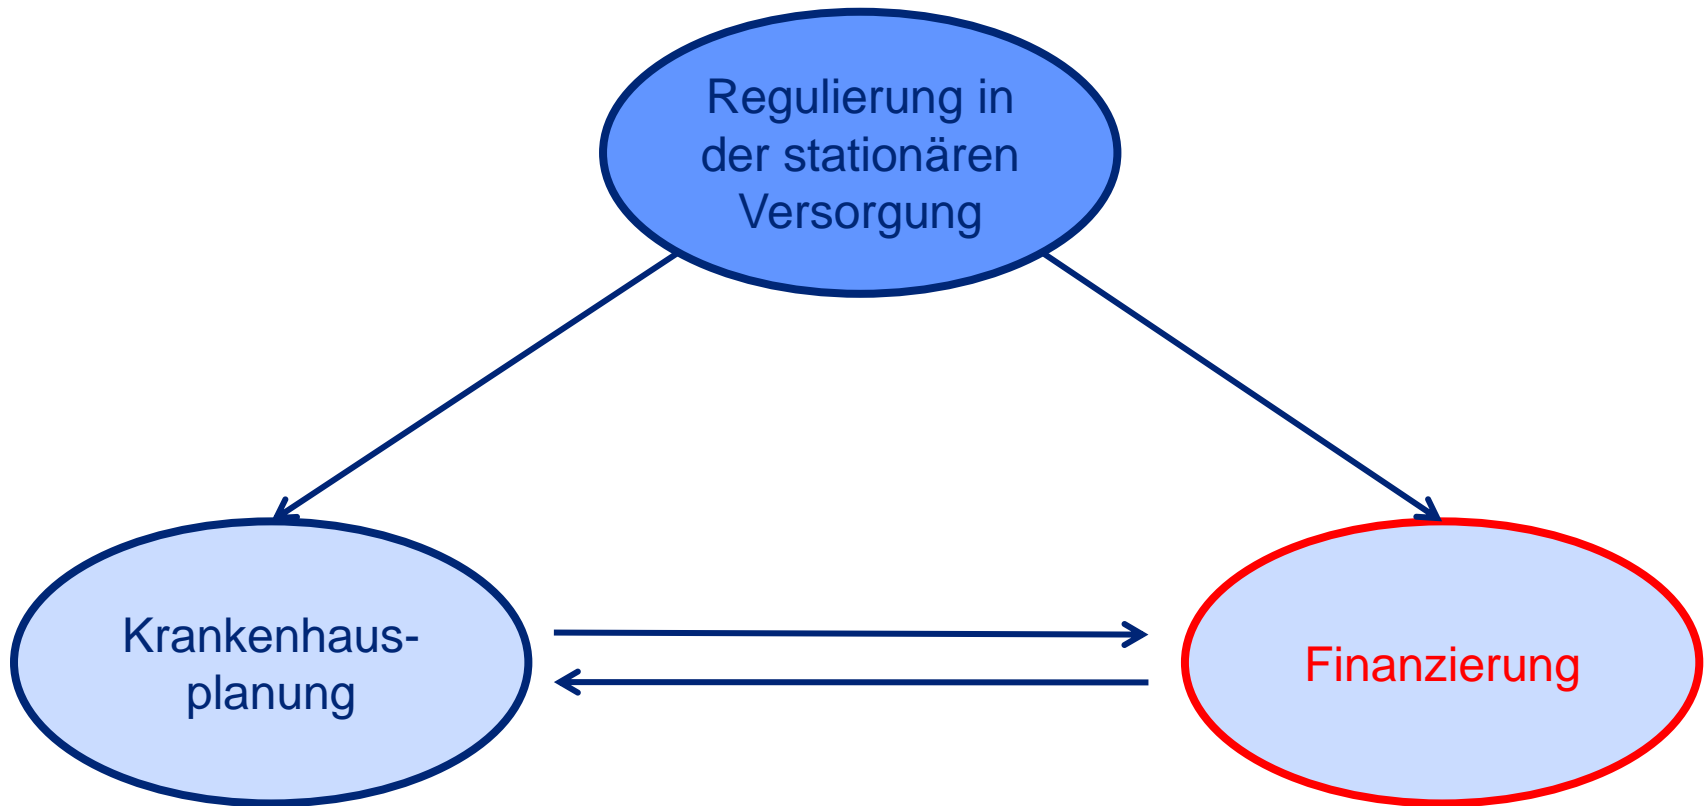 Regulierung in
der stationären
Versorgung
Krankenhaus-
planung
Finanzierung